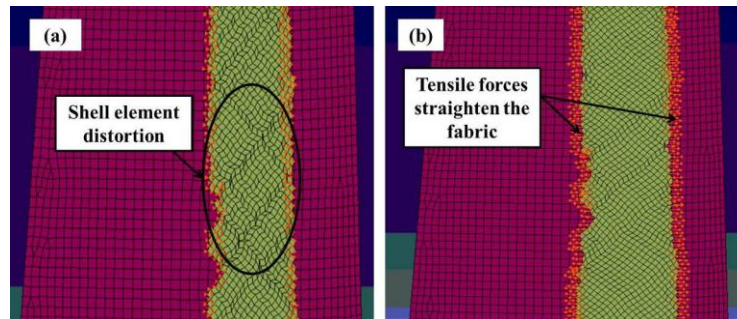 (a)
Shell element
distortion
(b)
Tensile forces
straighten the
fabric